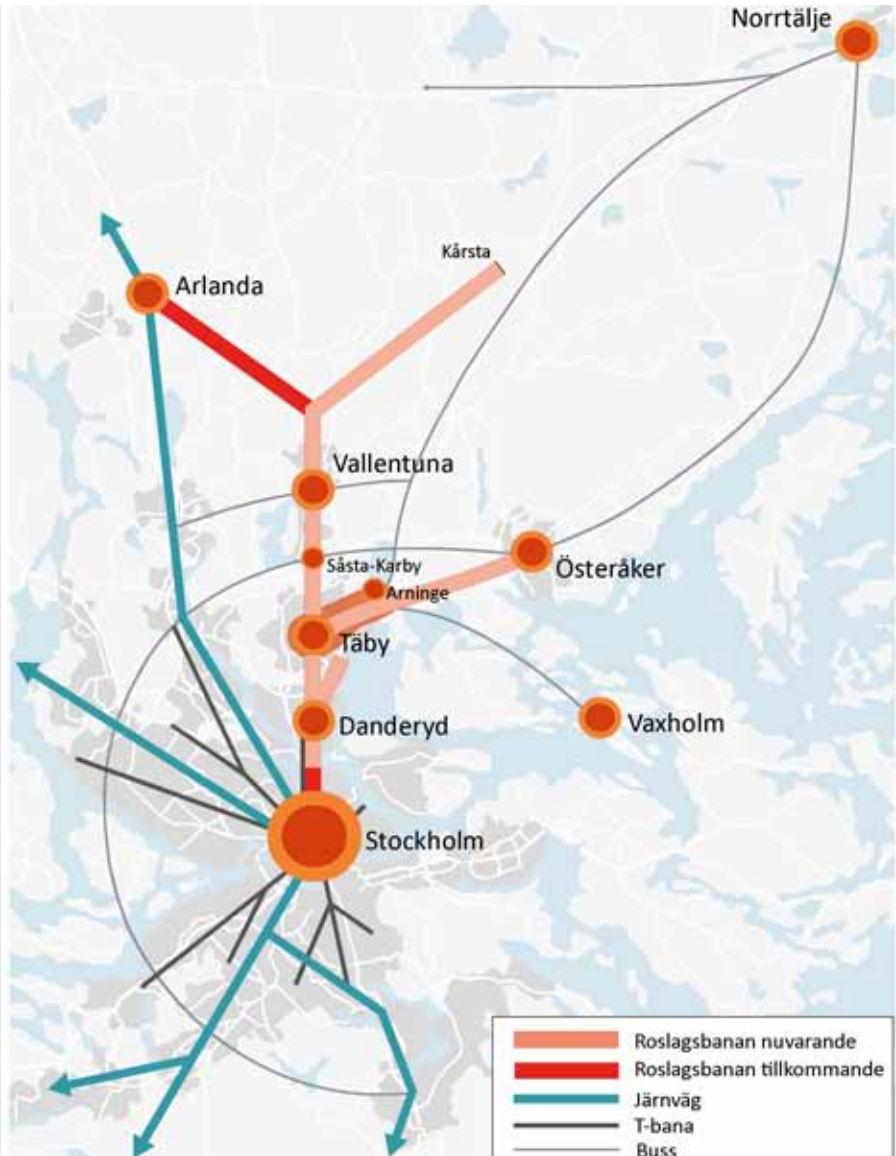 Norrtälje
Kårsta
Arlanda
Vallentuna
Såsta-Karby
Österåker
Arninge
Täby
Danderyd
Vaxholm
Stockholm
Roslagsbanan nuvarande
Roslagsbanan tillkommande
Järnväg
T-bana
Buss